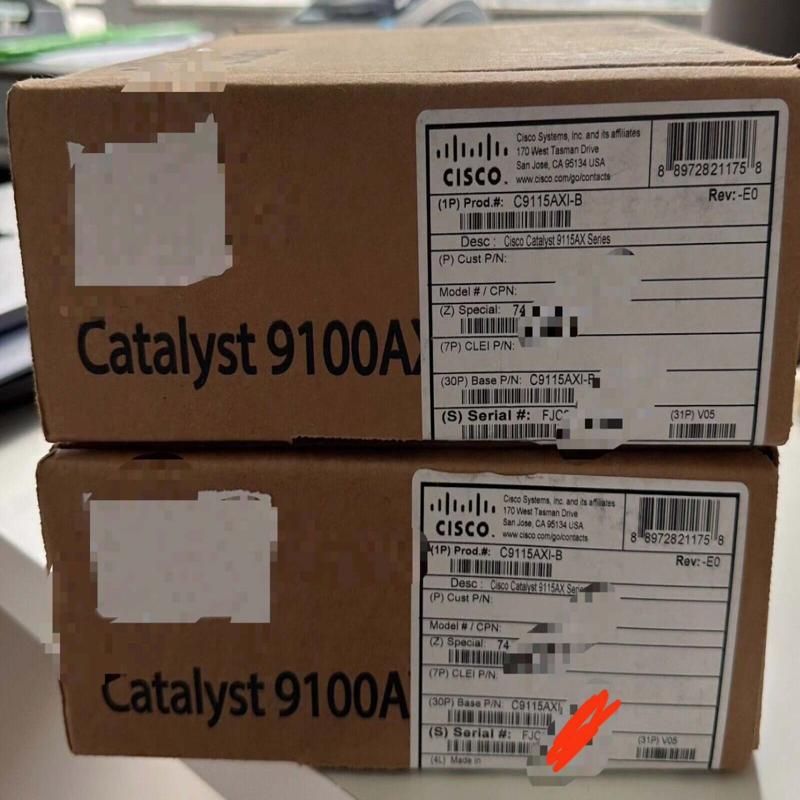 Cisco Systems, Inc. and its affiliates
170 West Tasman Drive
San Jose, CA 95134 USA
www.cisco.com/go/contacts
CISCO
8 89728 21175 8
(1P) Prod.#: C9115AXI-B
Rev: -E0
Desc : Cisco Catalyst 9115AX Series
(P) Cust P/N:
Model # / CPN:
(Z) Special: 74
(7P) CLEI P/N:
(30P) Base P/N: C9115AXI-B
(S) Serial #: FJC
(31P) V05
Catalyst 9100AX
Cisco Systems, Inc. and its affiliates
170 West Tasman Drive
San Jose, CA 95134 USA
www.cisco.com/go/contacts
CISCO
8 89728 21175 8
(1P) Prod.#: C9115AXI-B
Rev: -E0
Desc : Cisco Catalyst 9115AX Series
(P) Cust P/N:
Model # / CPN:
(Z) Special: 74
(7P) CLEI P/N:
(30P) Base P/N: C9115AXI
(S) Serial #: FJC
(31P) V05
(4L) Made in
Catalyst 9100A